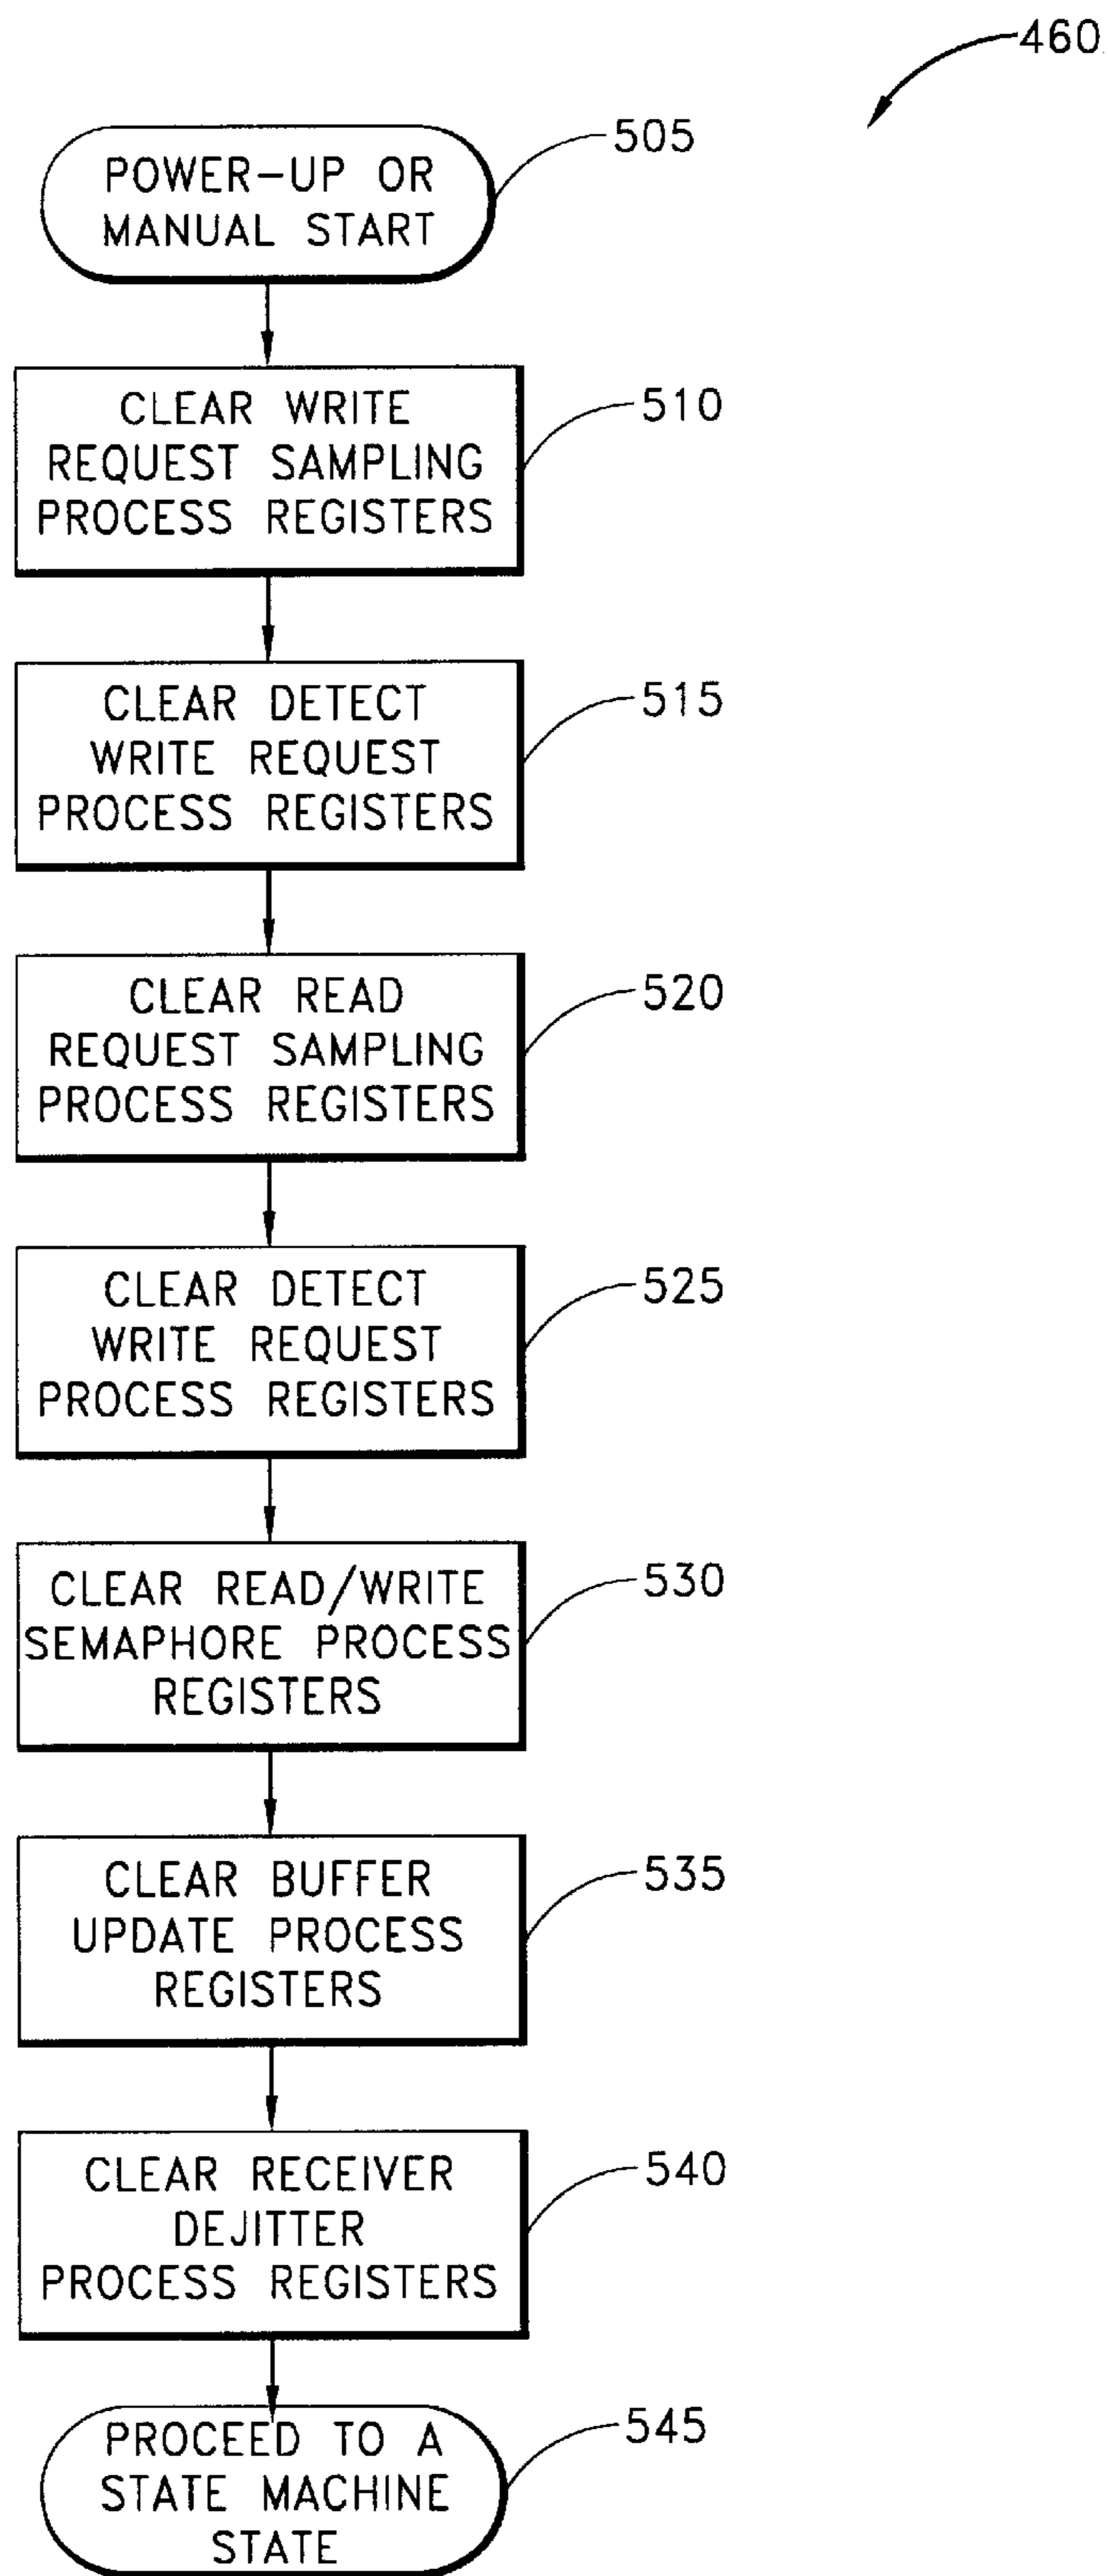 460
POWER-UP OR
MANUAL START
505
CLEAR WRITE
REQUEST SAMPLING
PROCESS REGISTERS
510
CLEAR DETECT
WRITE REQUEST
PROCESS REGISTERS
515
CLEAR READ
REQUEST SAMPLING
PROCESS REGISTERS
520
CLEAR DETECT
WRITE REQUEST
PROCESS REGISTERS
525
CLEAR READ/WRITE
SEMAPHORE PROCESS
REGISTERS
530
CLEAR BUFFER
UPDATE PROCESS
REGISTERS
535
CLEAR RECEIVER
DEJITTER
PROCESS REGISTERS
540
PROCEED TO A
STATE MACHINE
STATE
545